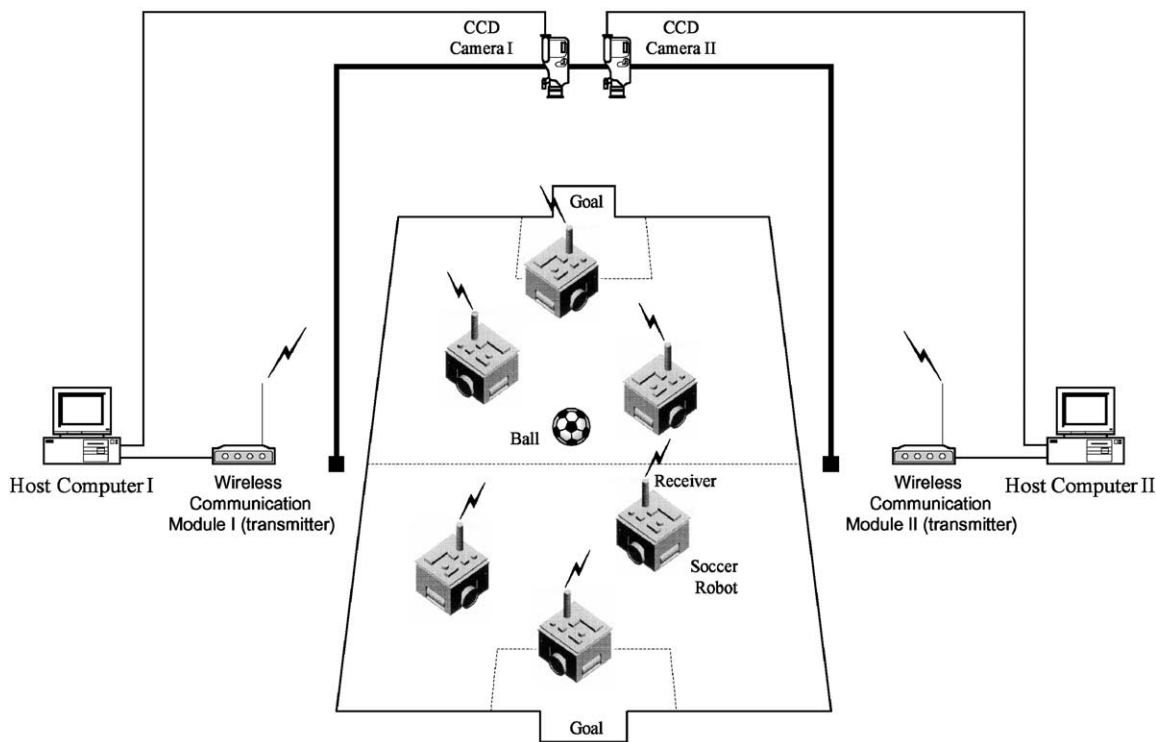 CCD
Camera I
CCD
Camera II
Goal
Ball
Host Computer I
Wireless
Communication
Module I (transmitter)
Receiver
Soccer
Robot
Wireless
Communication
Module II (transmitter)
Host Computer II
Goal